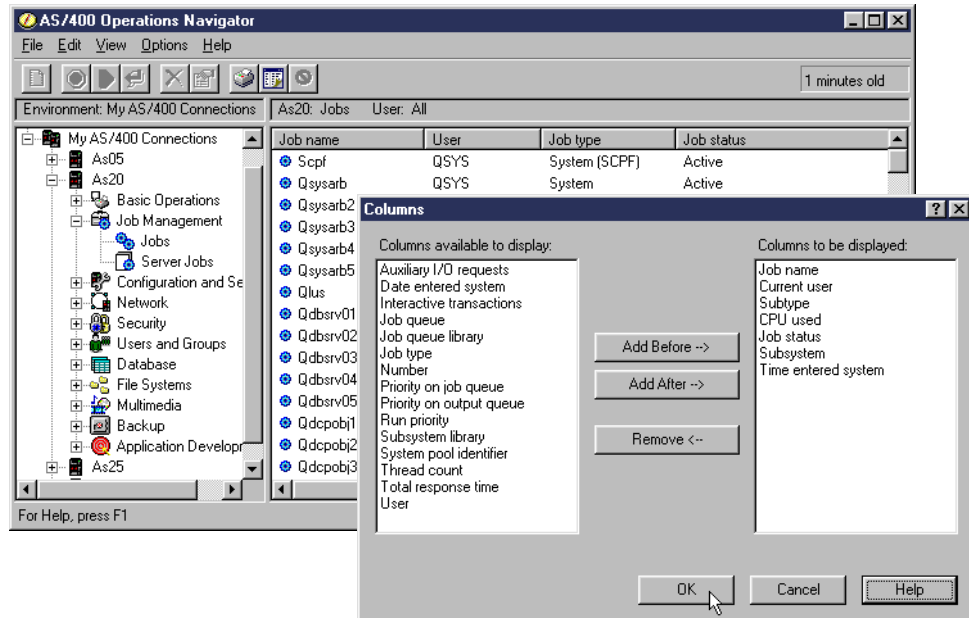 AS/400 Operations Navigator
File Edit View Options Help
1 minutes old
Environment: My AS/400 Connections
As20: Jobs User: All
My AS/400 Connections
As05
As20
Basic Operations
Job Management
Jobs
Server Jobs
Configuration and Se
Network
Security
Users and Groups
Database
File Systems
Multimedia
Backup
Application Developr
As25
Job name User Job type Job status
Scpf QSYS System (SCPF) Active
Qsysarb QSYS System Active
Qsysarb2
Qsysarb3
Qsysarb4
Qsysarb5
Qlus
Qdbsrv01
Qdbsrv02
Qdbsrv03
Qdbsrv04
Qdbsrv05
Qdcpobj1
Qdcpobj2
Qdcpobj3
For Help, press F1
Columns
Columns available to display:
Auxiliary I/O requests
Date entered system
Interactive transactions
Job queue
Job queue library
Job type
Number
Priority on job queue
Priority on output queue
Run priority
Subsystem library
System pool identifier
Thread count
Total response time
User
Add Before -->
Add After -->
Remove <--
Columns to be displayed:
Job name
Current user
Subtype
CPU used
Job status
Subsystem
Time entered system
OK Cancel Help